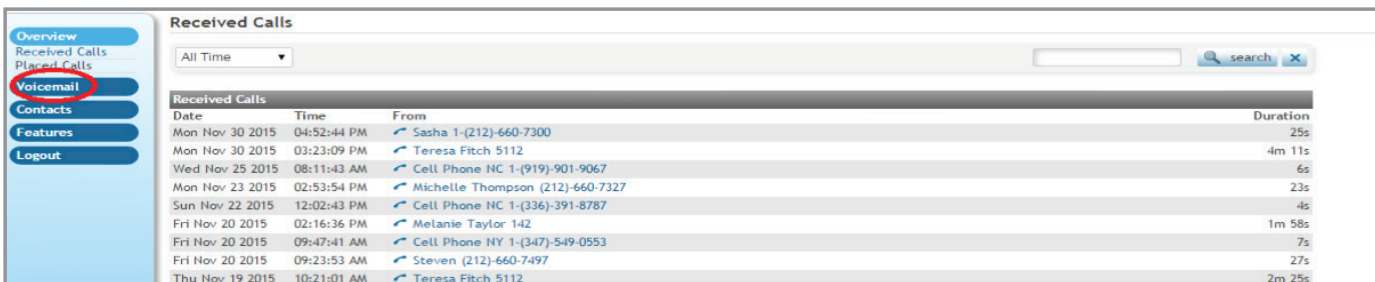 Received Calls
Overview
Received Calls
Placed Calls
Voicemail
Contacts
Features
Logout
All Time
search
Received Calls
Date Time From Duration
Mon Nov 30 2015 04:52:44 PM Sasha 1-(212)-660-7300 25s
Mon Nov 30 2015 03:23:09 PM Teresa Fitch 5112 4m 11s
Wed Nov 25 2015 08:11:43 AM Cell Phone NC 1-(919)-901-9067 6s
Mon Nov 23 2015 02:53:54 PM Michelle Thompson (212)-660-7327 23s
Sun Nov 22 2015 12:02:43 PM Cell Phone NC 1-(336)-391-8787 4s
Fri Nov 20 2015 02:16:36 PM Melanie Taylor 142 1m 58s
Fri Nov 20 2015 09:47:41 AM Cell Phone NY 1-(347)-549-0553 7s
Fri Nov 20 2015 09:23:53 AM Steven (212)-660-7497 27s
Thu Nov 19 2015 10:21:01 AM Teresa Fitch 5112 2m 25s